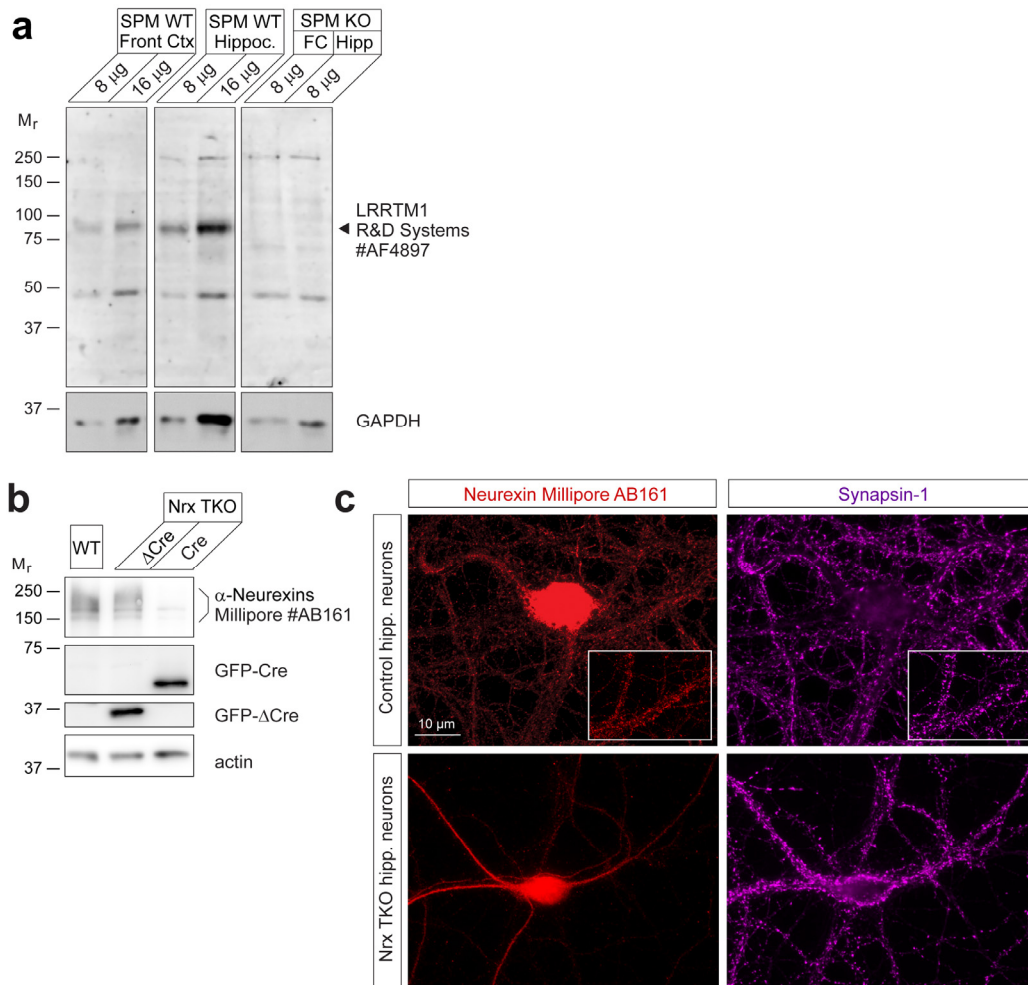 a
SPM WT
Front Ctx
SPM WT
Hippoc.
SPM KO
FC Hipp
8 µg 16 µg 8 µg 16 µg 8 µg 8 µg
Mr
250
150
100
75
50
37
LRRTM1
R&D Systems
#AF4897
37
GAPDH
b
Nrx TKO
WT ΔCre Cre
Mr
250
150
α-Neurexins
Millipore #AB161
75
GFP-Cre
37
GFP-ΔCre
37
actin
c
Neurexin Millipore AB161 Synapsin-1
Control hipp. neurons
10 µm
Nrx TKO hipp. neurons